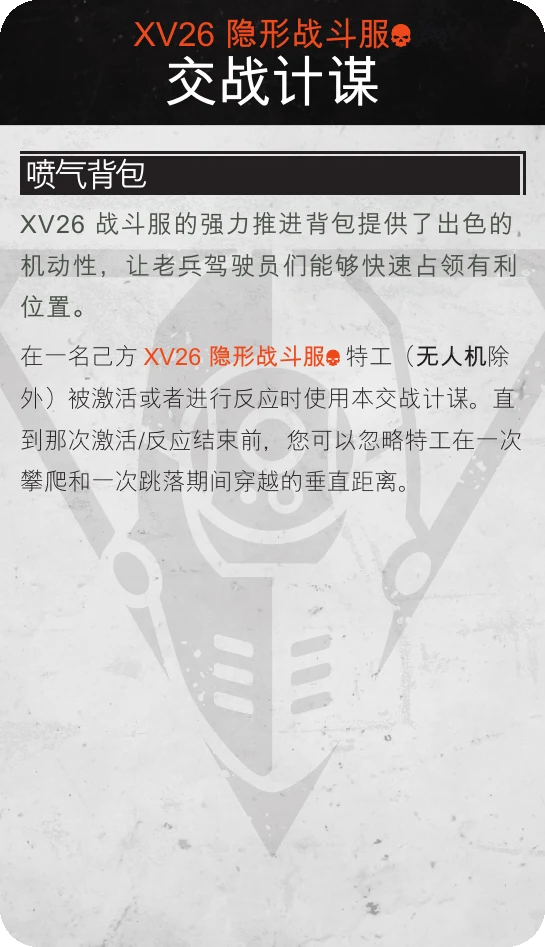 XV26 隐形战斗服
交战计谋
喷气背包
XV26 战斗服的强力推进背包提供了出色的
机动性，让老兵驾驶员们能够快速占领有利
位置。
在一名己方 XV26 隐形战斗服 特工（无人机除
外）被激活或者进行反应时使用本交战计谋。直
到那次激活/反应结束前，您可以忽略特工在一次
攀爬和一次跳落期间穿越的垂直距离。